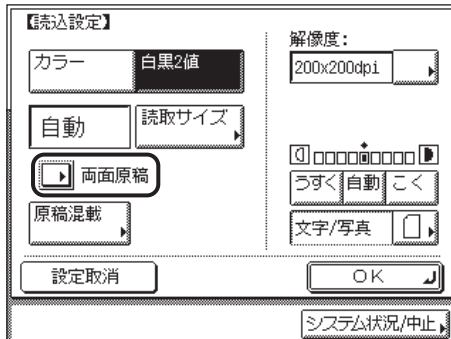 【読込設定】
カラー
白黒2値
自動
読取サイズ
両面原稿
原稿混載
解像度:
200x200dpi
うすく
自動
こく
文字/写真
設定取消
OK
システム状況/中止